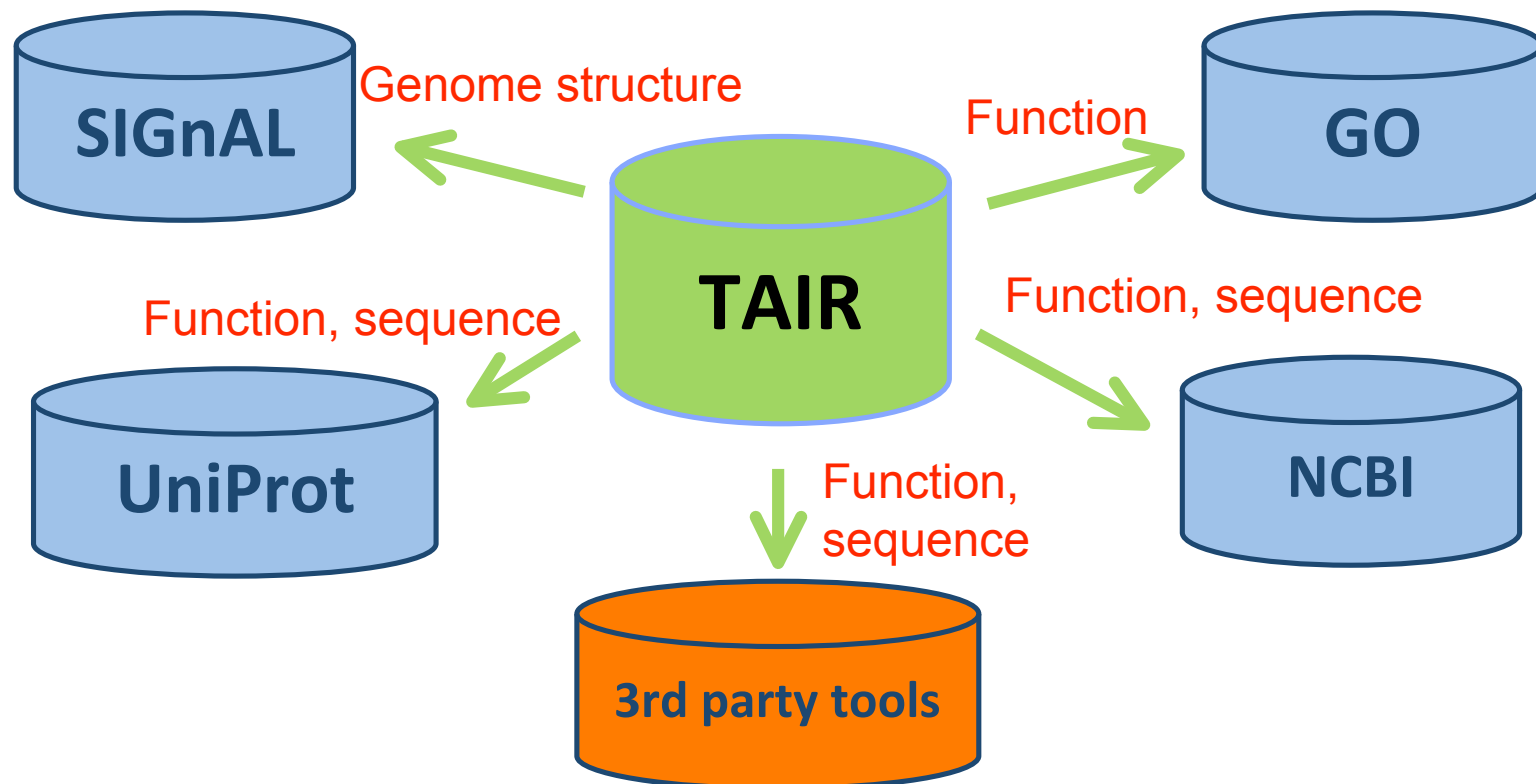 Genome structure
SIGnAL
Function
GO
TAIR
Function, sequence
Function, sequence
UniProt
NCBI
Function,
sequence
3rd party tools